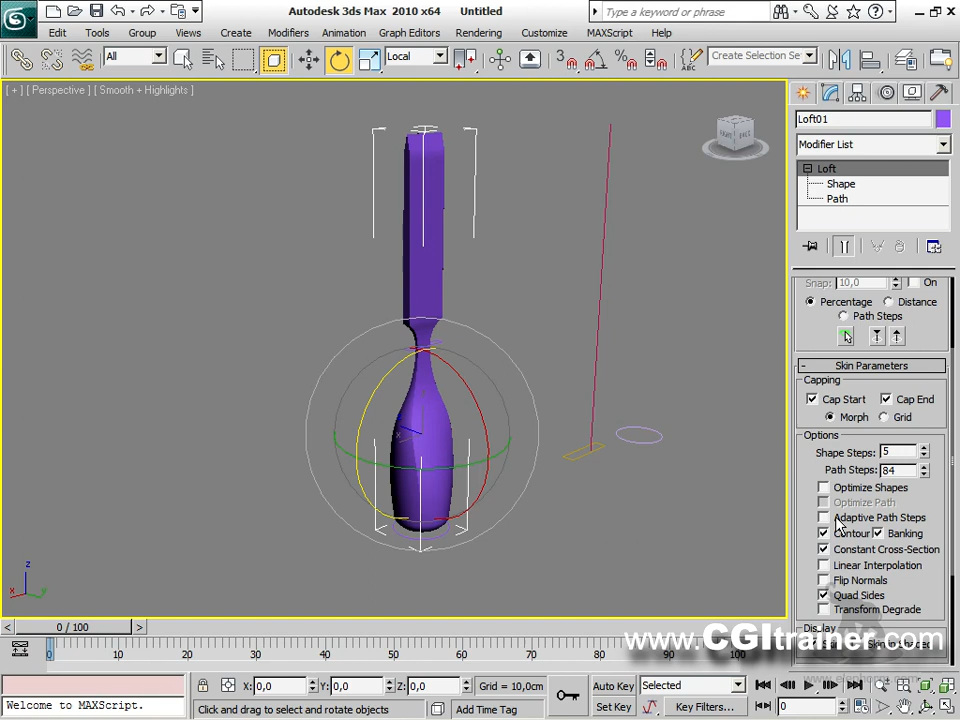 Autodesk 3ds Max 2010 x64 Untitled
Type a keyword or phrase
Edit Tools Group Views Create Modifiers Animation Graph Editors Rendering Customize MAXScript Help
All
Local
3
Create Selection Se
[ + ] [ Perspective ] [ Smooth + Highlights ]
Loft01
Modifier List
Loft
Shape
Path
Snap: 10,0 On
Percentage Distance
Path Steps
- Skin Parameters
Capping
Cap Start Cap End
Morph Grid
Options
Shape Steps: 5
Path Steps: 84
Optimize Shapes
Optimize Path
Adaptive Path Steps
Contour Banking
Constant Cross-Section
Linear Interpolation
Flip Normals
Quad Sides
Transform Degrade
Display
x
z
x y
< 0 / 100 >
0 10 20 30 40 50 60 70 80 90 100
www.CGItrainer.com
X: 0,0 Y: 0,0 Z: 0,0 Grid = 10,0cm
Auto Key Selected
Welcome to MAXScript.
Click and drag to select and rotate objects
Add Time Tag
Set Key Key Filters...
0